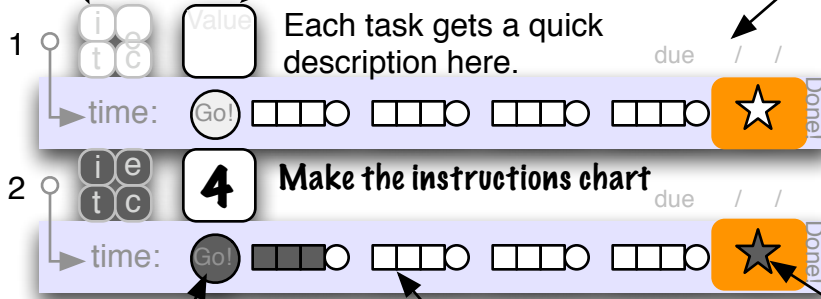 i e Value Each task gets a quick
1 t c description here. due / /
time: Go! Done!
i e 4 Make the instructions chart
2 t c due / /
time: Go! Done!